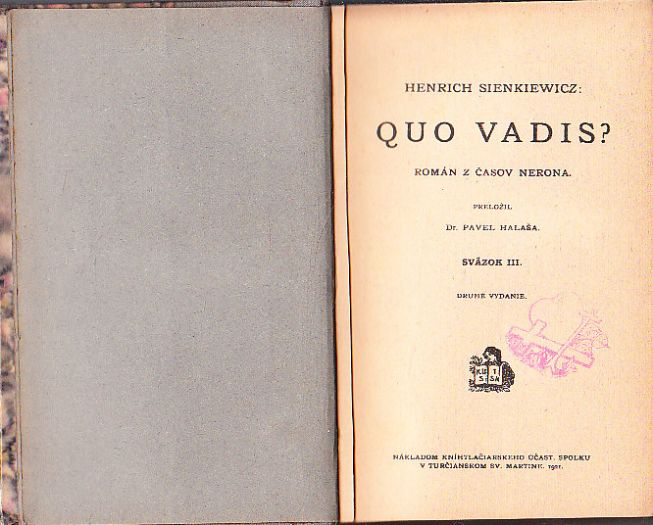 HENRICH SIENKIEWICZ:
QUO VADIS?
ROMÁN Z ČASOV NERONA.
PRELOŽIL
Dr. PAVEL HALAŠA.
SVÄZOK III.
DRUHÉ VYDANIE.
NÁKLADOM KNÍHTLAČIARSKEHO ÚČAST. SPOLKU
V TURČIANSKOM SV. MARTINE.